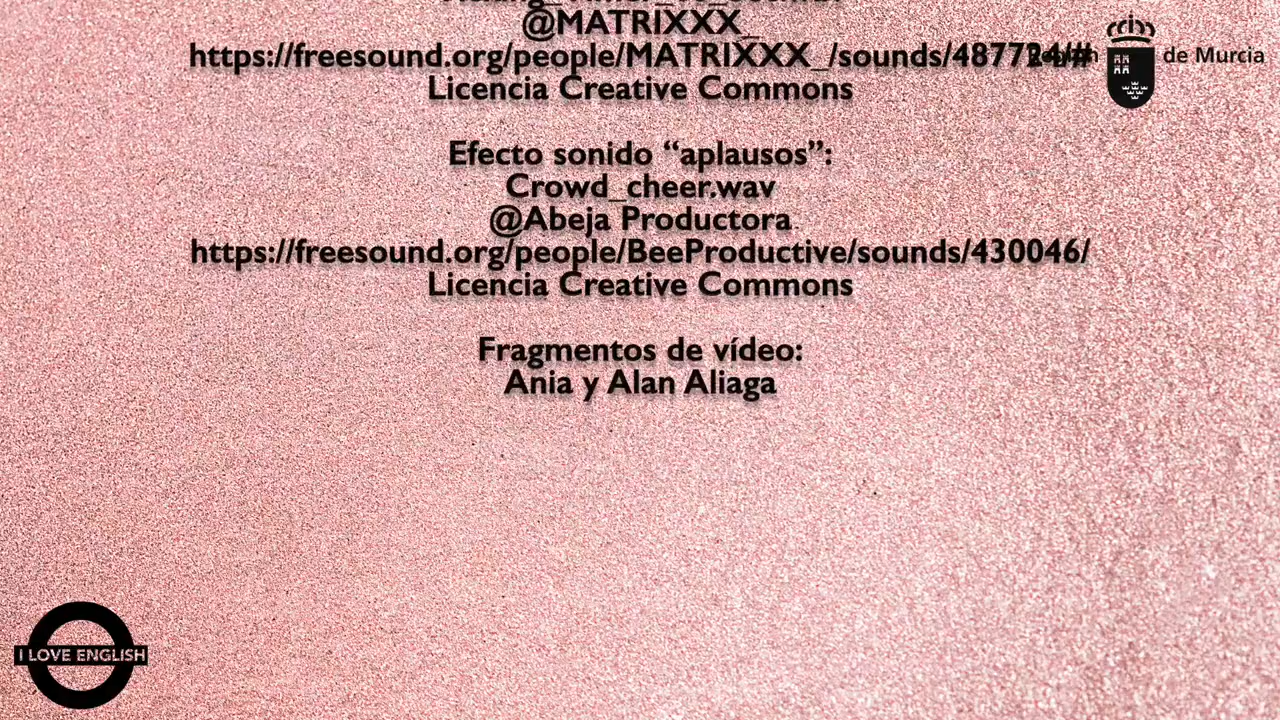 @MATRIXXX_
https://freesound.org/people/MATRIXXX_/sounds/487724/#
Licencia Creative Commons
de Murcia
Efecto sonido “aplausos”:
Crowd_cheer.wav
@Abeja Productora
https://freesound.org/people/BeeProductive/sounds/430046/
Licencia Creative Commons
Fragmentos de vídeo:
Ania y Alan Aliaga
I LOVE ENGLISH